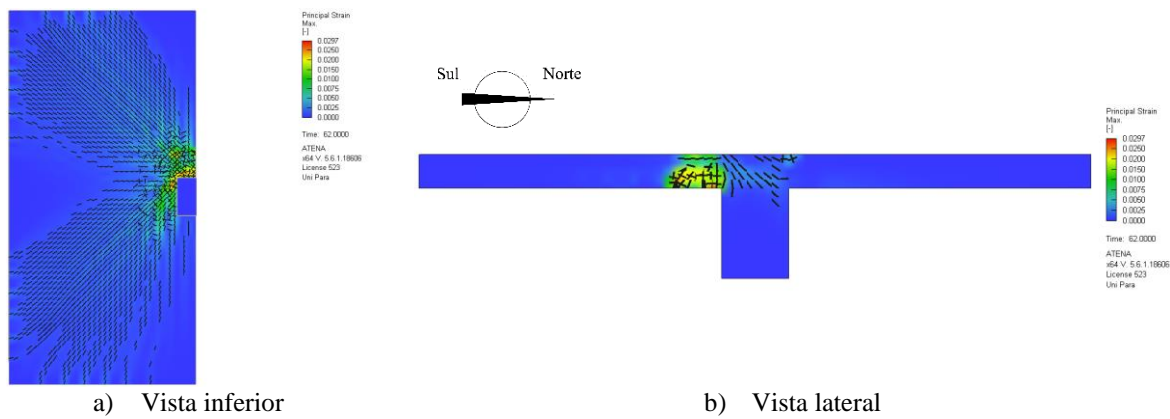 Principal Strain
Max.
[-]
0.0297
0.0250
0.0200
0.0150
0.0100
0.0075
0.0050
0.0025
0.0000
Time: 62.0000
ATENA
x64 V. 5.6.1.18606
License 523
Uni Para
Sul Norte
Principal Strain
Max.
[-]
0.0297
0.0250
0.0200
0.0150
0.0100
0.0075
0.0050
0.0025
0.0000
Time: 62.0000
ATENA
x64 V. 5.6.1.18606
License 523
Uni Para
a) Vista inferior
b) Vista lateral